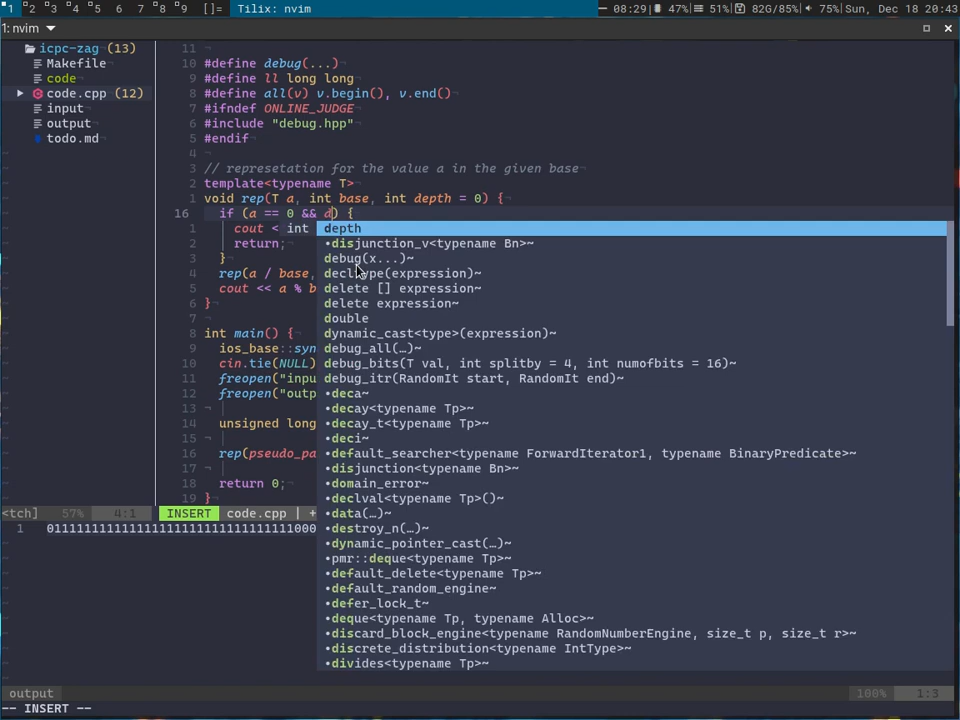 1 2 3 4 5 6 7 8 9 []= Tilix: nvim 08:29 47% 51% 82G/85% 75% Sun, Dec 18 20:43
1: nvim
icpc-zag (13)
Makefile
code
code.cpp (12)
input
output
todo.md
11
10 #define debug(...)
9 #define ll long long
8 #define all(v) v.begin(), v.end()
7 #ifndef ONLINE_JUDGE
6 #include "debug.hpp"
5 #endif
4
3 // represetation for the value a in the given base
2 template<typename T>
1 void rep(T a, int base, int depth = 0) {
16 if (a == 0 && d) {
1 cout < int
2 return;
3 }
4 rep(a / base,
5 cout << a % b
6 }
7
8 int main() {
9 ios_base::syn
10 cin.tie(NULL)
11 freopen("inpu
12 freopen("outp
13
14 unsigned long
15
16 rep(pseudo_pa
17
18 return 0;
19 }
depth
•disjunction_v<typename Bn>~
debug(x...)~
decltype(expression)~
delete [] expression~
delete expression~
double
dynamic_cast<type>(expression)~
debug_all(…)~
debug_bits(T val, int splitby = 4, int numofbits = 16)~
debug_itr(RandomIt start, RandomIt end)~
•deca~
•decay<typename Tp>~
•decay_t<typename Tp>~
•deci~
•default_searcher<typename ForwardIterator1, typename BinaryPredicate>~
•disjunction<typename Bn>~
•domain_error~
•declval<typename Tp>()~
•data(…)~
•destroy_n(…)~
•dynamic_pointer_cast(…)~
•pmr::deque<typename Tp>~
•default_delete<typename Tp>~
•default_random_engine~
•defer_lock_t~
•deque<typename Tp, typename Alloc>~
•discard_block_engine<typename RandomNumberEngine, size_t p, size_t r>~
•discrete_distribution<typename IntType>~
•divides<typename Tp>~
<tch] 57% 4:1 INSERT code.cpp | +
1 011111111111111111111111111111111000
output 100% 1:3
-- INSERT --